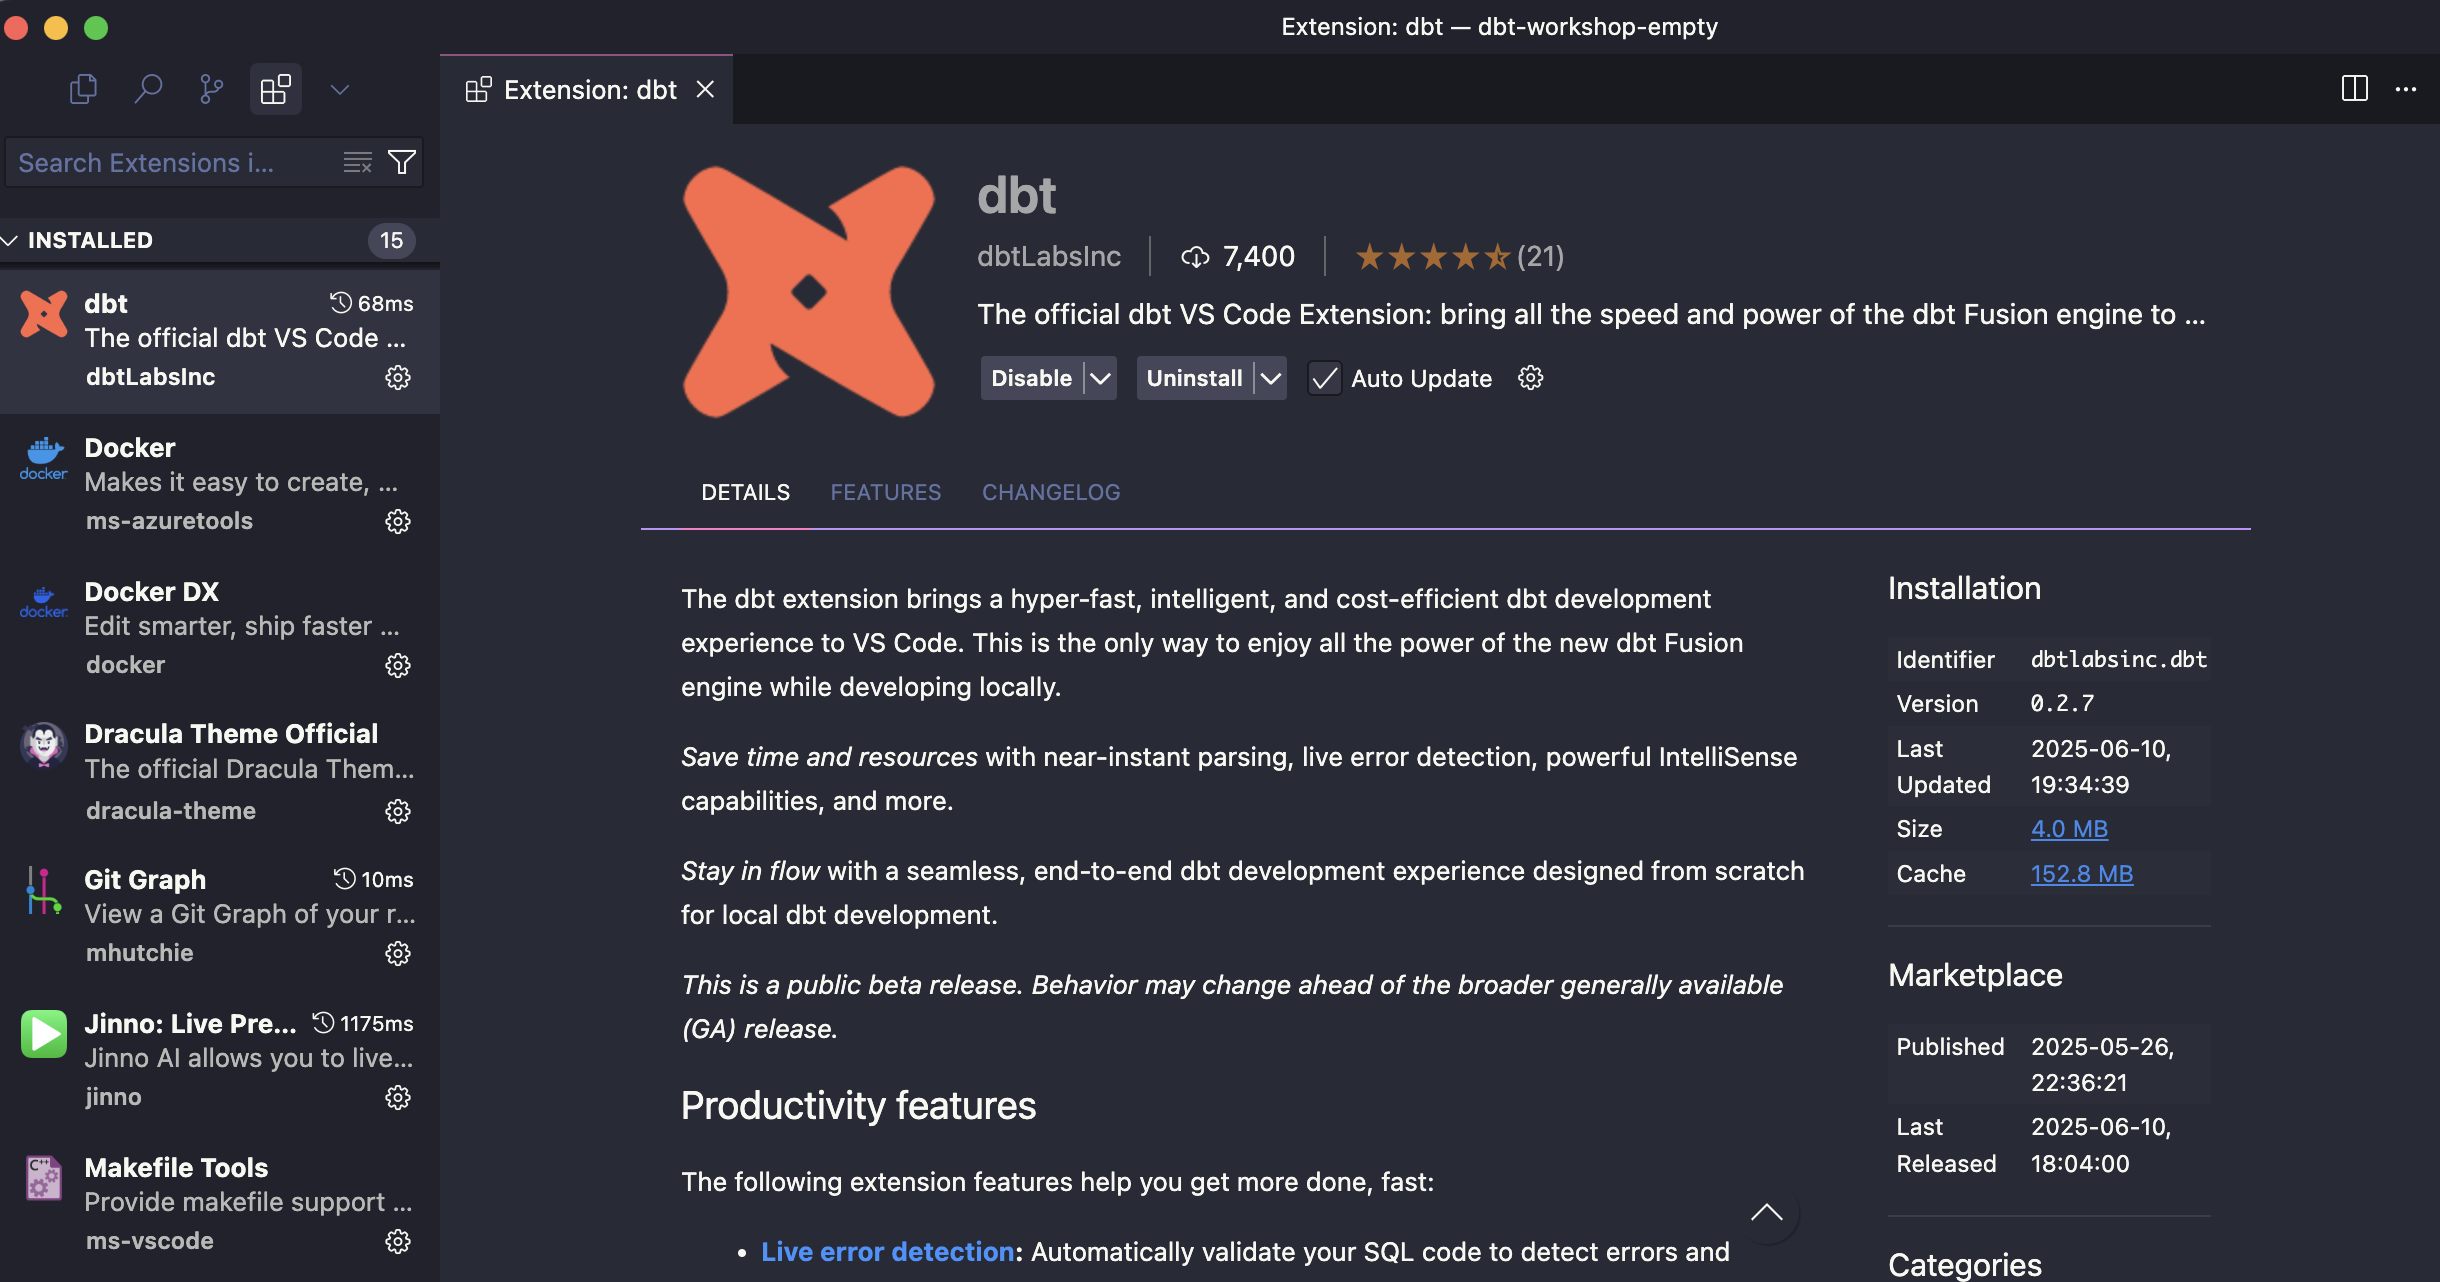 Extension: dbt — dbt-workshop-empty
Extension: dbt
Search Extensions i...
INSTALLED 15
dbt 68ms
The official dbt VS Code ...
dbtLabsInc
Docker
Makes it easy to create, ...
ms-azuretools
Docker DX
Edit smarter, ship faster ...
docker
Dracula Theme Official
The official Dracula Them...
dracula-theme
Git Graph 10ms
View a Git Graph of your r...
mhutchie
Jinno: Live Pre... 1175ms
Jinno AI allows you to live...
jinno
Makefile Tools
Provide makefile support ...
ms-vscode
docker
docker
C++
dbt
dbtLabsInc 7,400 (21)
The official dbt VS Code Extension: bring all the speed and power of the dbt Fusion engine to ...
Disable Uninstall Auto Update
DETAILS FEATURES CHANGELOG
The dbt extension brings a hyper-fast, intelligent, and cost-efficient dbt development
experience to VS Code. This is the only way to enjoy all the power of the new dbt Fusion
engine while developing locally.
Save time and resources with near-instant parsing, live error detection, powerful IntelliSense
capabilities, and more.
Stay in flow with a seamless, end-to-end dbt development experience designed from scratch
for local dbt development.
This is a public beta release. Behavior may change ahead of the broader generally available
(GA) release.
Productivity features
The following extension features help you get more done, fast:
• Live error detection: Automatically validate your SQL code to detect errors and
Installation
Identifier dbtlabsinc.dbt
Version 0.2.7
Last 2025-06-10,
Updated 19:34:39
Size 4.0 MB
Cache 152.8 MB
Marketplace
Published 2025-05-26,
22:36:21
Last 2025-06-10,
Released 18:04:00
Categories